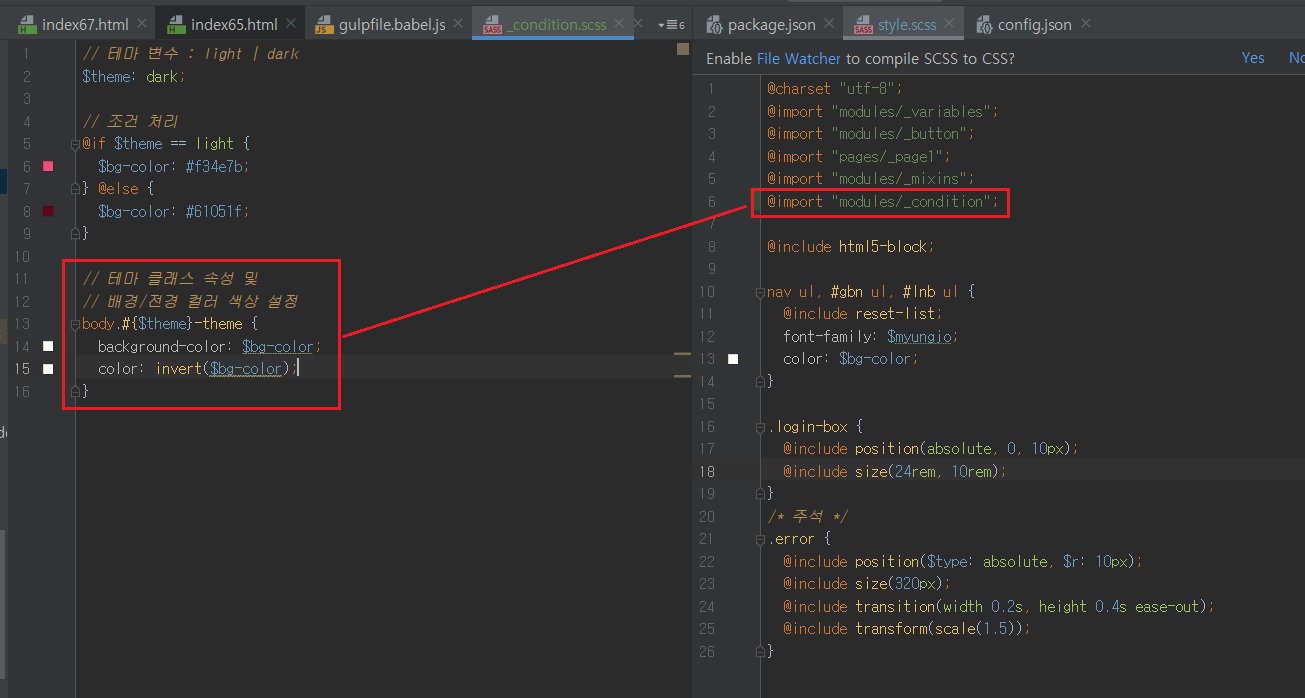 index67.html
index65.html
gulpfile.babel.js
_condition.scss
6
package.json
style.scss
config.json
1 // 테마 변수 : light | dark
2 $theme: dark;
3
4 // 조건 처리
5 @if $theme == light {
6 $bg-color: #f34e7b;
7 } @else {
8 $bg-color: #61051f;
9 }
10
11 // 테마 클래스 속성 및
12 // 배경/전경 컬러 색상 설정
13 body.#{$theme}-theme {
14 background-color: $bg-color;
15 color: invert($bg-color);
16 }
Enable File Watcher to compile SCSS to CSS? Yes
1 @charset "utf-8";
2 @import "modules/_variables";
3 @import "modules/_button";
4 @import "pages/_page1";
5 @import "modules/_mixins";
6 @import "modules/_condition";
7
8 @include html5-block;
9
10 nav ul, #gbn ul, #lnb ul {
11 @include reset-list;
12 font-family: $myungjo;
13 color: $bg-color;
14 }
15
16 .login-box {
17 @include position(absolute, 0, 10px);
18 @include size(24rem, 10rem);
19 }
20 /* 주석 */
21 .error {
22 @include position($type: absolute, $r: 10px);
23 @include size(320px);
24 @include transition(width 0.2s, height 0.4s ease-out);
25 @include transform(scale(1.5));
26 }